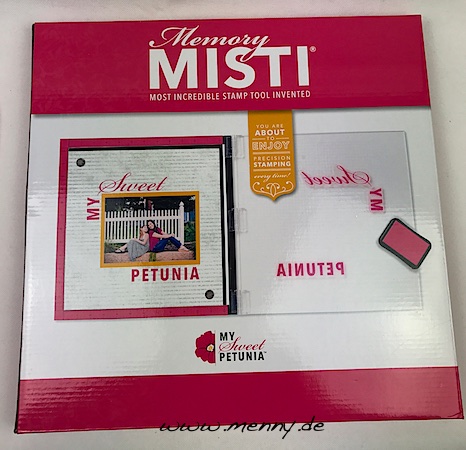 Memory
MISTI®
MOST INCREDIBLE STAMP TOOL INVENTED
YOU ARE
ABOUT
TO
ENJOY
PRECISION
STAMPING
every time!
MY
Sweet
PETUNIA
Sweet
MY
PETUNIA
MY
Sweet
PETUNIA™
www.menny.de